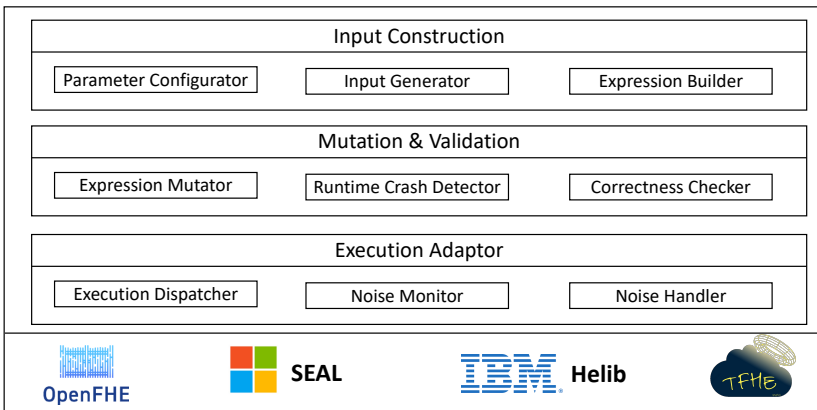 Input Construction
Parameter Configurator Input Generator Expression Builder
Mutation & Validation
Expression Mutator Runtime Crash Detector Correctness Checker
Execution Adaptor
Execution Dispatcher Noise Monitor Noise Handler
OpenFHE SEAL IBM Helib TFHE